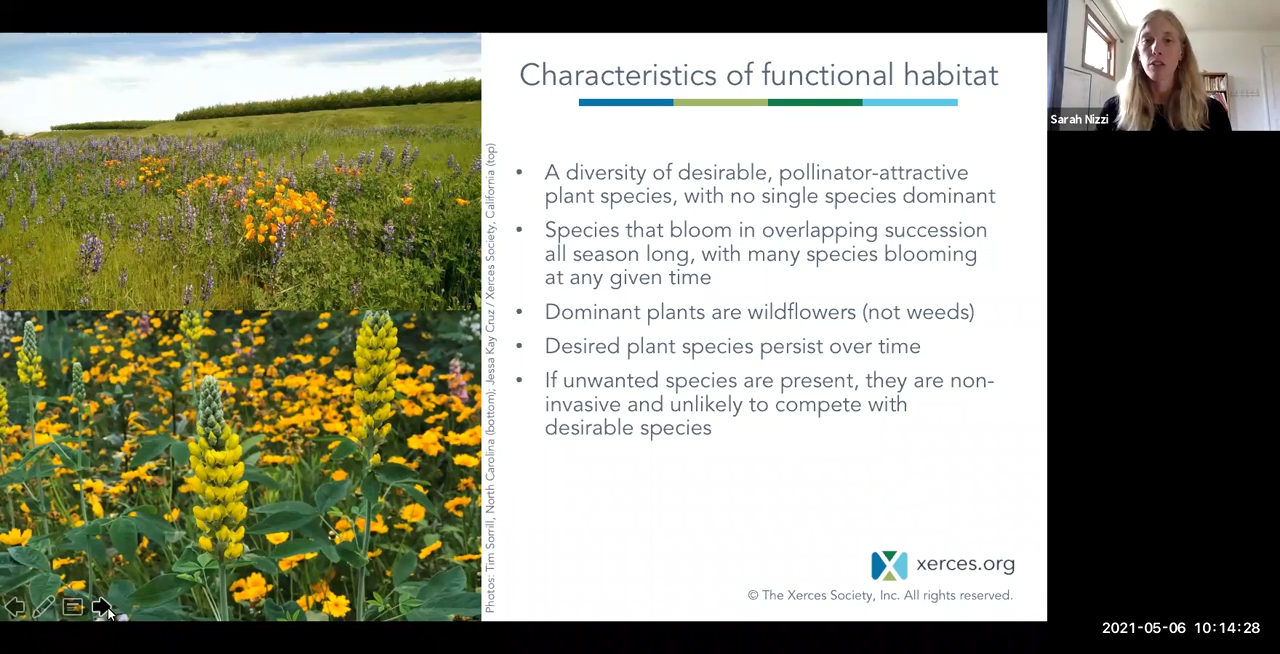 Characteristics of functional habitat
Sarah Nizzi
• A diversity of desirable, pollinator-attractive
plant species, with no single species dominant
• Species that bloom in overlapping succession
all season long, with many species blooming
at any given time
• Dominant plants are wildflowers (not weeds)
• Desired plant species persist over time
• If unwanted species are present, they are non-
invasive and unlikely to compete with
desirable species
Photos: Tim Sorrill, North Carolina (bottom); Jessa Kay Cruz / Xerces Society, California (top)
xerces.org
© The Xerces Society, Inc. All rights reserved.
2021-05-06 10:14:28